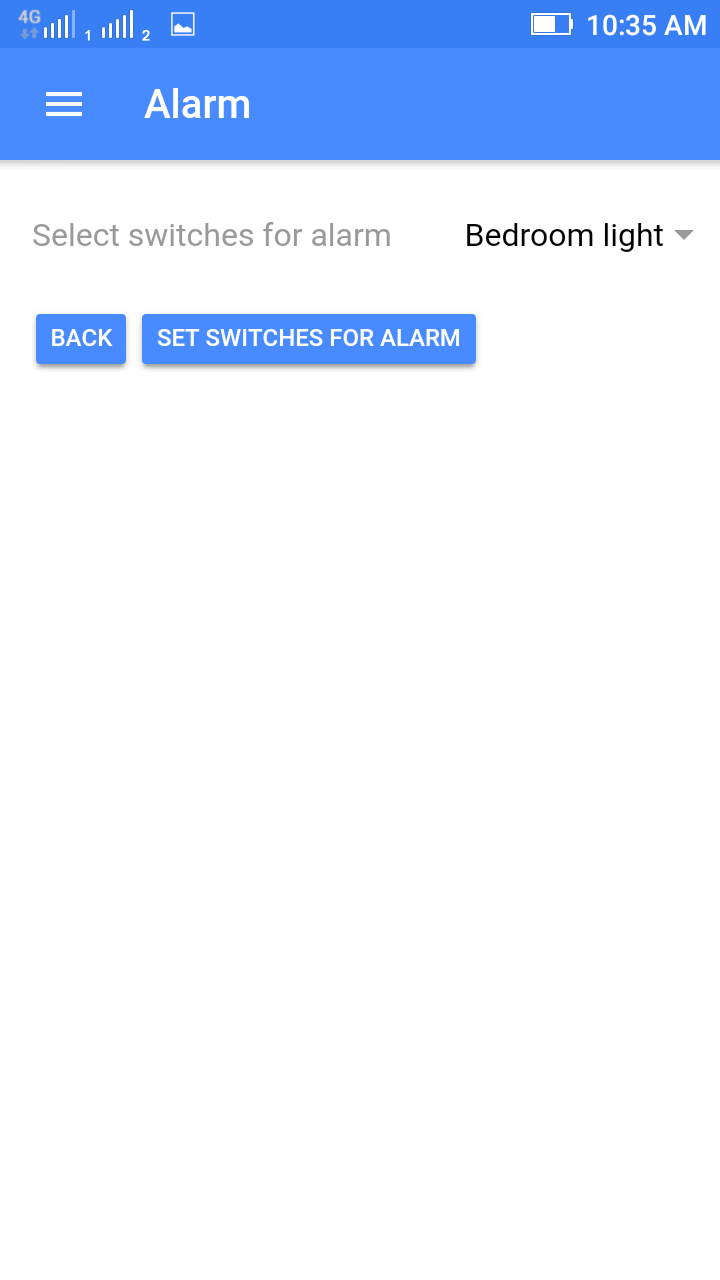 4G 1 2 10:35 AM
Alarm
Select switches for alarm Bedroom light
BACK SET SWITCHES FOR ALARM